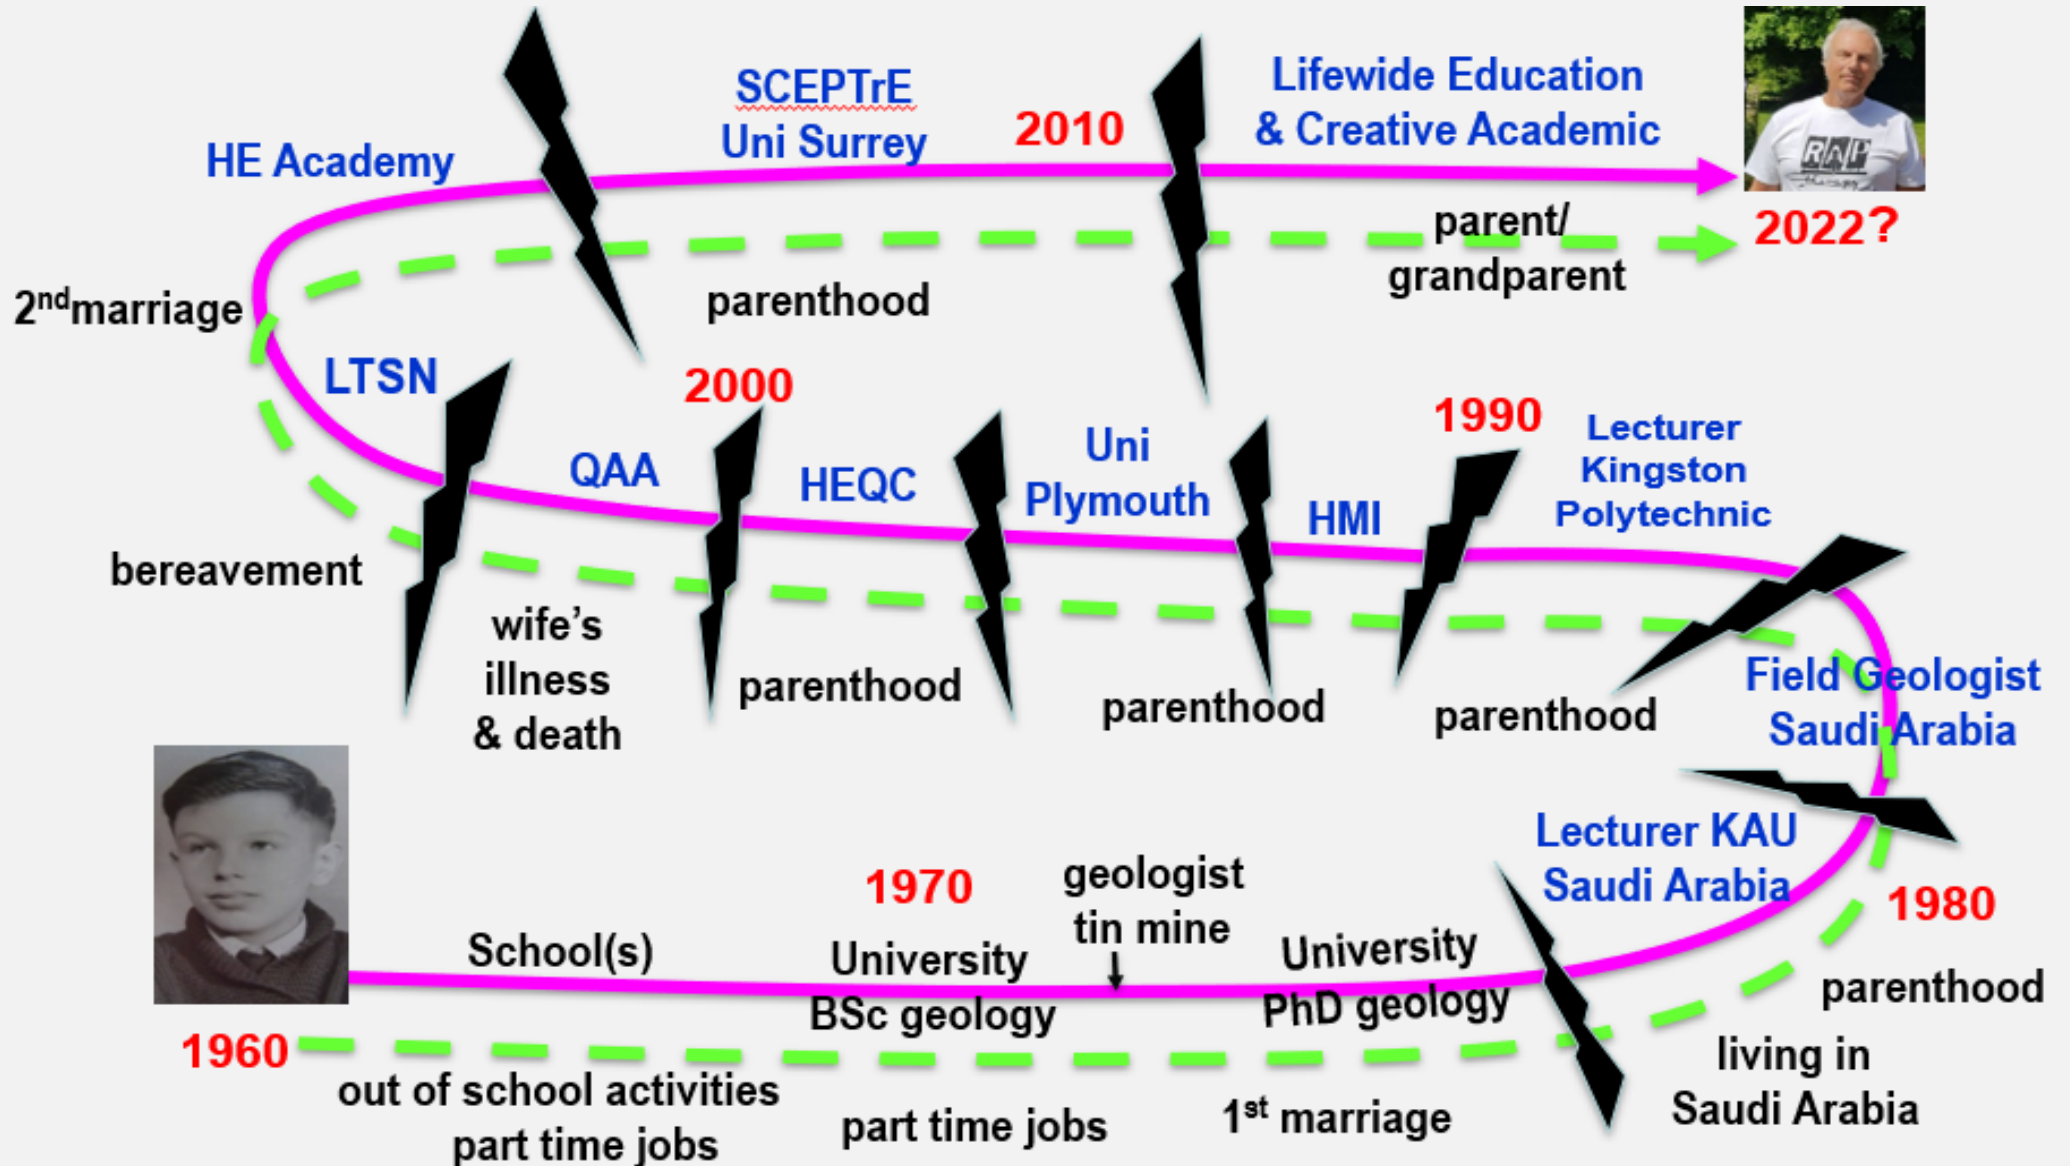 HE Academy
SCEPTrE
Uni Surrey
2010
Lifewide Education
& Creative Academic
RAP
2022?
parent/
grandparent
parenthood
2ndmarriage
LTSN
2000
QAA
HEQC
Uni
Plymouth
HMI
1990
Lecturer
Kingston
Polytechnic
bereavement
wife's
illness
& death
parenthood
parenthood
parenthood
Field Geologist
Saudi Arabia
Lecturer KAU
Saudi Arabia
1980
parenthood
living in
Saudi Arabia
School(s)
1970
University
BSc geology
geologist
tin mine
University
PhD geology
1960
out of school activities
part time jobs
part time jobs
1st marriage